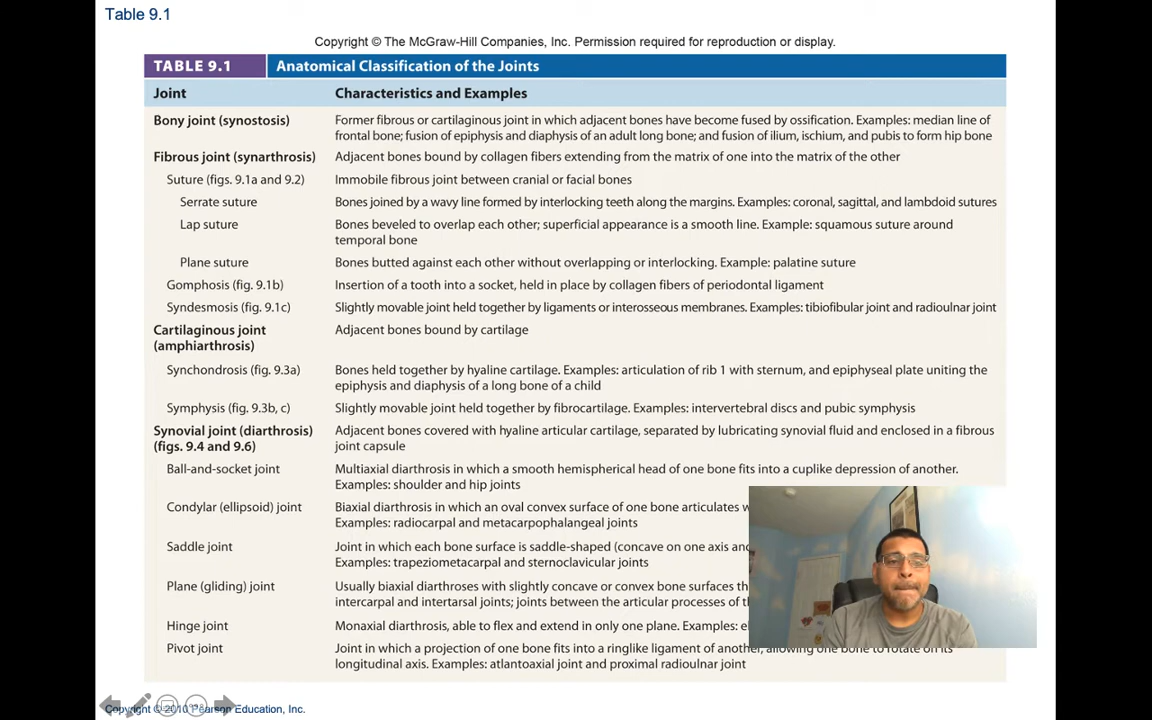 Table 9.1
Copyright © The McGraw-Hill Companies, Inc. Permission required for reproduction or display.
TABLE 9.1 Anatomical Classification of the Joints
Joint Characteristics and Examples
Bony joint (synostosis) Former fibrous or cartilaginous joint in which adjacent bones have become fused by ossification. Examples: median line of
frontal bone; fusion of epiphysis and diaphysis of an adult long bone; and fusion of ilium, ischium, and pubis to form hip bone
Fibrous joint (synarthrosis) Adjacent bones bound by collagen fibers extending from the matrix of one into the matrix of the other
Suture (figs. 9.1a and 9.2) Immobile fibrous joint between cranial or facial bones
Serrate suture Bones joined by a wavy line formed by interlocking teeth along the margins. Examples: coronal, sagittal, and lambdoid sutures
Lap suture Bones beveled to overlap each other; superficial appearance is a smooth line. Example: squamous suture around
temporal bone
Plane suture Bones butted against each other without overlapping or interlocking. Example: palatine suture
Gomphosis (fig. 9.1b) Insertion of a tooth into a socket, held in place by collagen fibers of periodontal ligament
Syndesmosis (fig. 9.1c) Slightly movable joint held together by ligaments or interosseous membranes. Examples: tibiofibular joint and radioulnar joint
Cartilaginous joint Adjacent bones bound by cartilage
(amphiarthrosis)
Synchondrosis (fig. 9.3a) Bones held together by hyaline cartilage. Examples: articulation of rib 1 with sternum, and epiphyseal plate uniting the
epiphysis and diaphysis of a long bone of a child
Symphysis (fig. 9.3b, c) Slightly movable joint held together by fibrocartilage. Examples: intervertebral discs and pubic symphysis
Synovial joint (diarthrosis) Adjacent bones covered with hyaline articular cartilage, separated by lubricating synovial fluid and enclosed in a fibrous
(figs. 9.4 and 9.6) joint capsule
Ball-and-socket joint Multiaxial diarthrosis in which a smooth hemispherical head of one bone fits into a cuplike depression of another.
Examples: shoulder and hip joints
Condylar (ellipsoid) joint Biaxial diarthrosis in which an oval convex surface of one bone articulates
Examples: radiocarpal and metacarpophalangeal joints
Saddle joint Joint in which each bone surface is saddle-shaped (concave on one axis and
Examples: trapeziometacarpal and sternoclavicular joints
Plane (gliding) joint Usually biaxial diarthroses with slightly concave or convex bone surfaces
intercarpal and intertarsal joints; joints between the articular processes of
Hinge joint Monaxial diarthrosis, able to flex and extend in only one plane. Examples:
Pivot joint Joint in which a projection of one bone fits into a ringlike ligament of another, allowing one bone to rotate on its
longitudinal axis. Examples: atlantoaxial joint and proximal radioulnar joint
Copyright © 2010 Pearson Education, Inc.